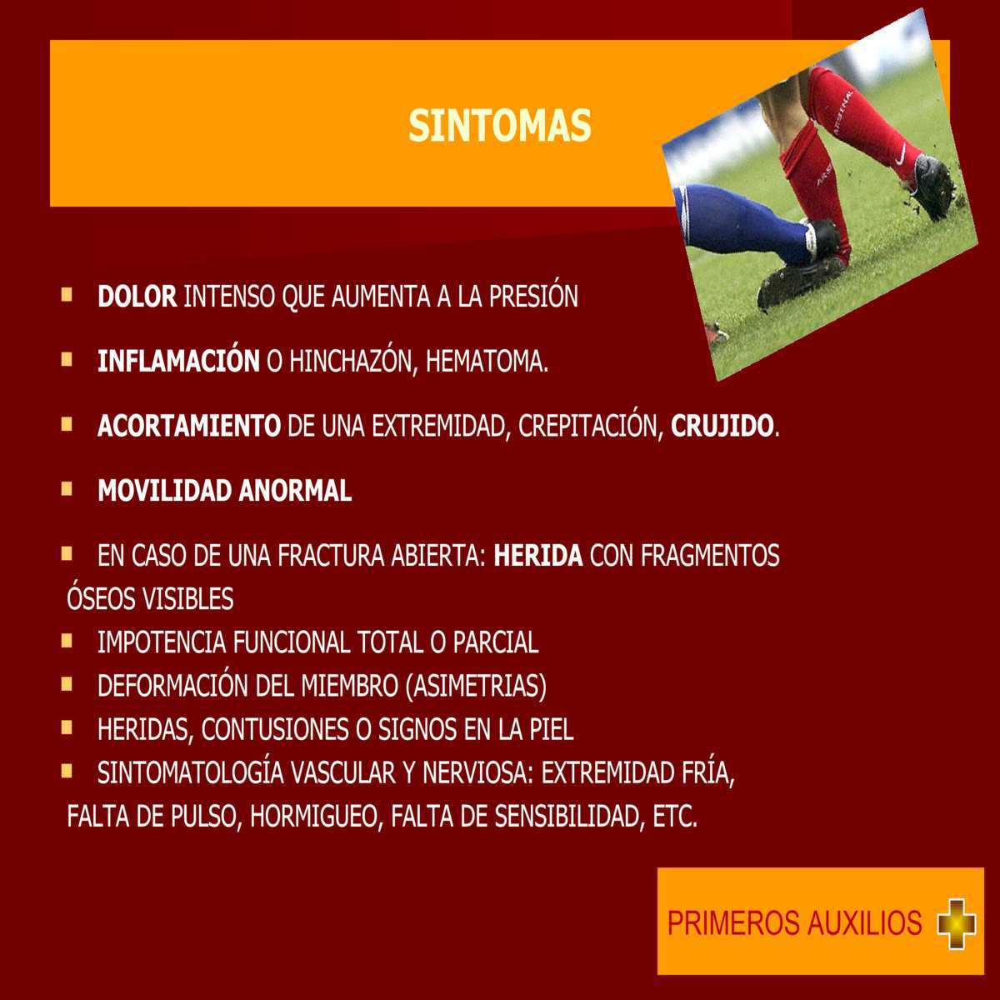 SINTOMAS
ARSENAL
DOLOR INTENSO QUE AUMENTA A LA PRESIÓN
INFLAMACIÓN O HINCHAZÓN, HEMATOMA.
ACORTAMIENTO DE UNA EXTREMIDAD, CREPITACIÓN, CRUJIDO.
MOVILIDAD ANORMAL
EN CASO DE UNA FRACTURA ABIERTA: HERIDA CON FRAGMENTOS
ÓSEOS VISIBLES
IMPOTENCIA FUNCIONAL TOTAL O PARCIAL
DEFORMACIÓN DEL MIEMBRO (ASIMETRIAS)
HERIDAS, CONTUSIONES O SIGNOS EN LA PIEL
SINTOMATOLOGÍA VASCULAR Y NERVIOSA: EXTREMIDAD FRÍA,
FALTA DE PULSO, HORMIGUEO, FALTA DE SENSIBILIDAD, ETC.
PRIMEROS AUXILIOS